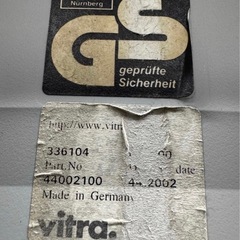 Nürnberg
GS
geprüfte
Sicherheit
http://www.vitra
336104
Part.No date
44002100 4.2002
Made in Germany
vitra.